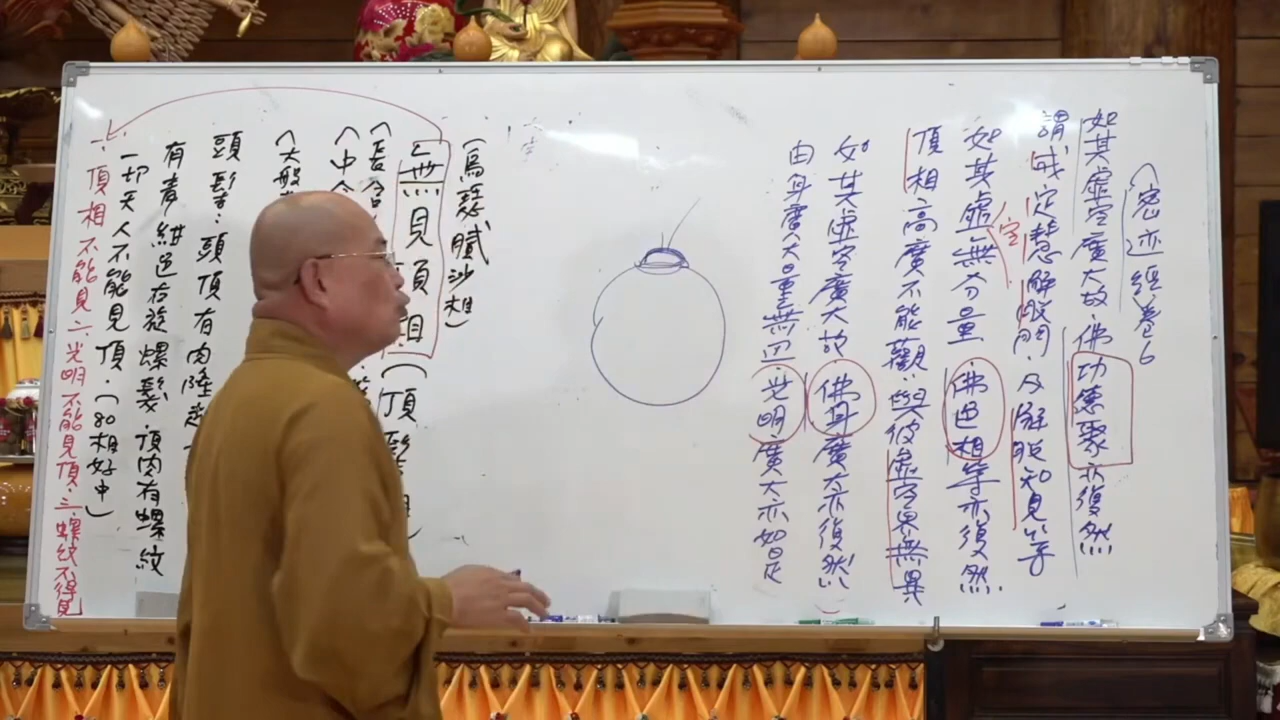 (密迹經卷6
如其虛空廣大故.佛功德聚亦復然
謂戒定慧解脫門.及解脫知見等
如其虛無分量.佛色相等亦復然.
空
頂相高廣不能觀.與彼虛空界無異
如其虛空廣大故.佛身廣大亦復然
由身廣大量無边.光明廣大亦如是
(烏瑟膩沙相)
無見頂相(頂髻相)
(長含
(中含
(大般
頭髮.頭頂有肉隆起
有青紺色右旋螺髮.頂肉有螺紋
一切天人不能見頂.(80相好中)
一、頂相不能見 二、光明不能見頂.三、螺紋不得見